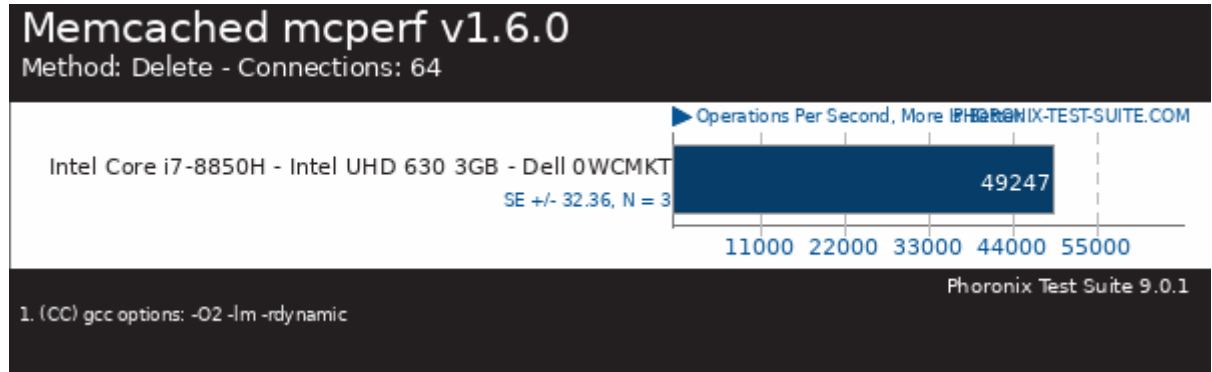 Memcached mcperf v1.6.0
Method: Delete - Connections: 64
Operations Per Second, More Is Better
PHORONIX-TEST-SUITE.COM
Intel Core i7-8850H - Intel UHD 630 3GB - Dell 0WCMKT
49247
SE +/- 32.36, N = 3
11000 22000 33000 44000 55000
Phoronix Test Suite 9.0.1
1. (CC) gcc options: -O2 -lm -rdynamic